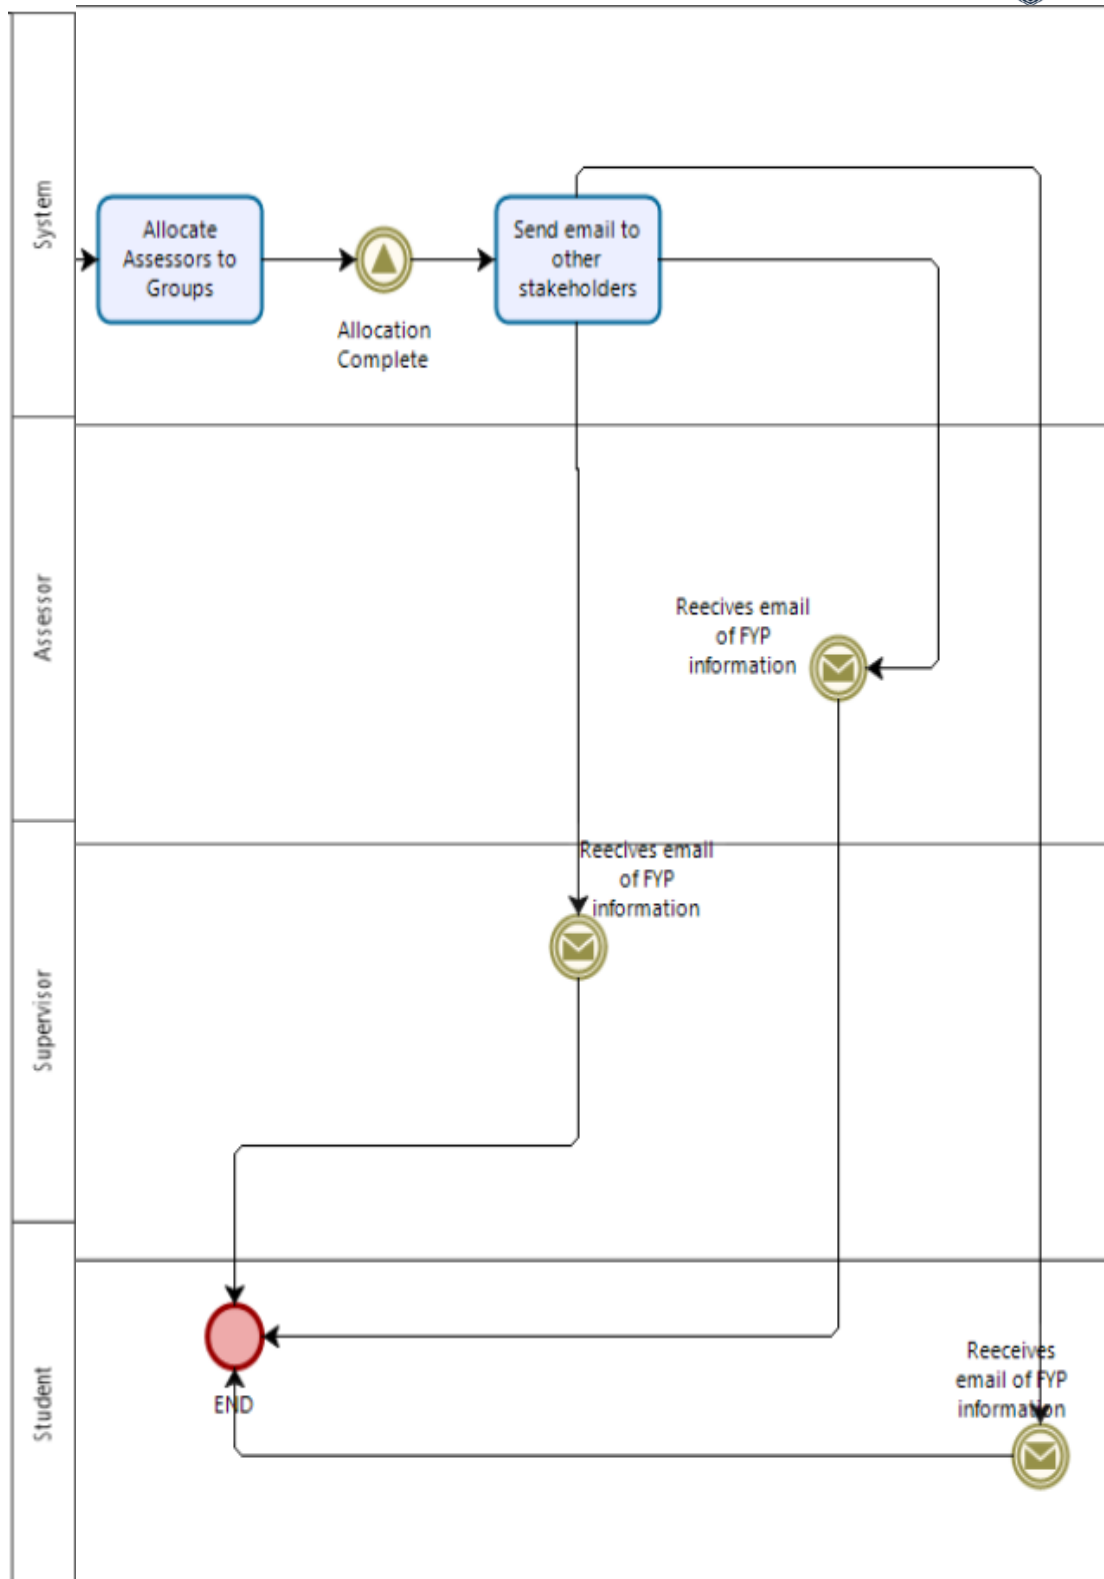 System
Allocate
Assessors to
Groups
Allocation
Complete
Send email to
other
stakeholders
Assessor
Reecives email
of FYP
information
Supervisor
Reecives email
of FYP
information
Student
END
Reeceives
email of FYP
information